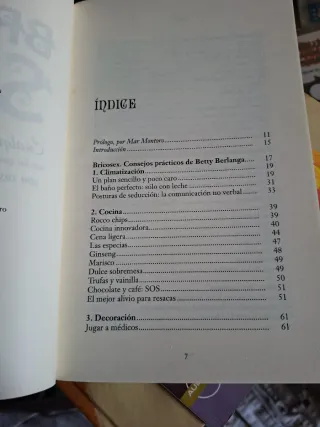 ÍNDICE
Prólogo, por Mar Montoro 11
Introducción 15
Bricosex. Consejos prácticos de Betty Berlanga 17
1. Climatización 19
Un plan sencillo y poco caro 19
El baño perfecto: solo con leche 31
Posturas de seducción: la comunicación no verbal 33
2. Cocina 39
Rocco chaps 39
Cocina innovadora 40
Cena ligera 44
Las especias 47
Ginseng 48
Marisco 49
Dulce sobremesa 49
Trufas y vainilla 50
Chocolate y café: SOS 51
El mejor alivio para resacas 51
3. Decoración 61
Jugar a médicos 61
7